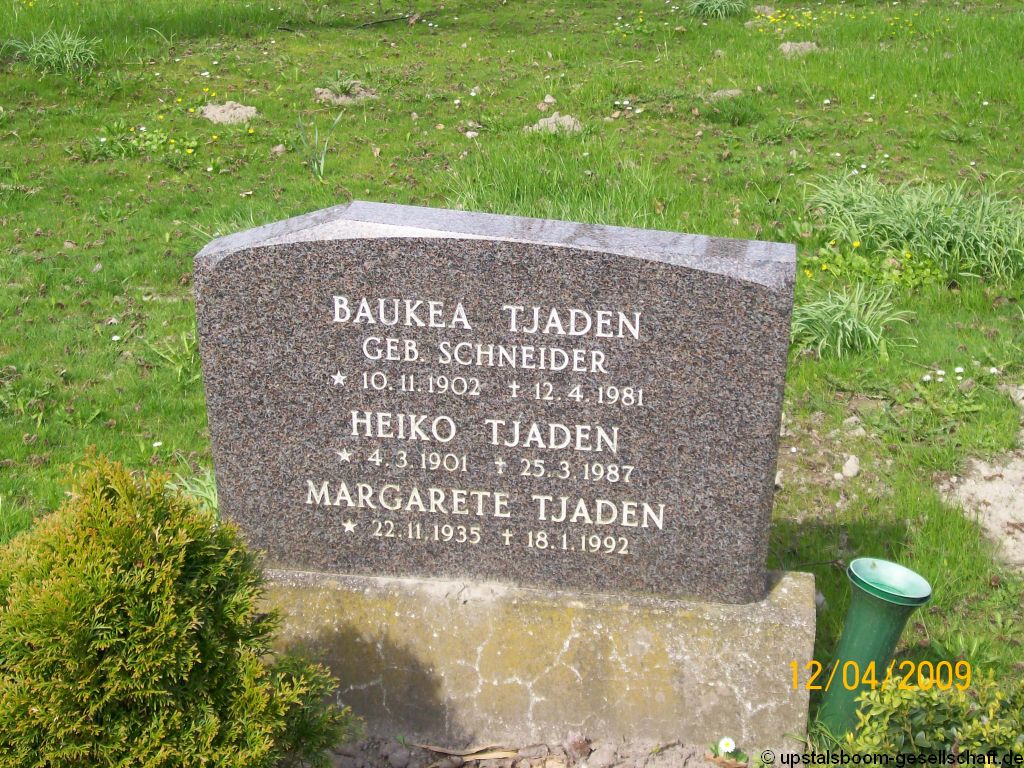 BAUKEA TJADEN
GEB. SCHNEIDER
★ 10.11.1902 ✝ 12.4.1981
HEIKO TJADEN
★ 4.3.1901 ✝ 25.3.1987
MARGARETE TJADEN
★ 22.11.1935 ✝ 18.1.1992
12/04/2009
© upstalsboom-gesellschaft.de